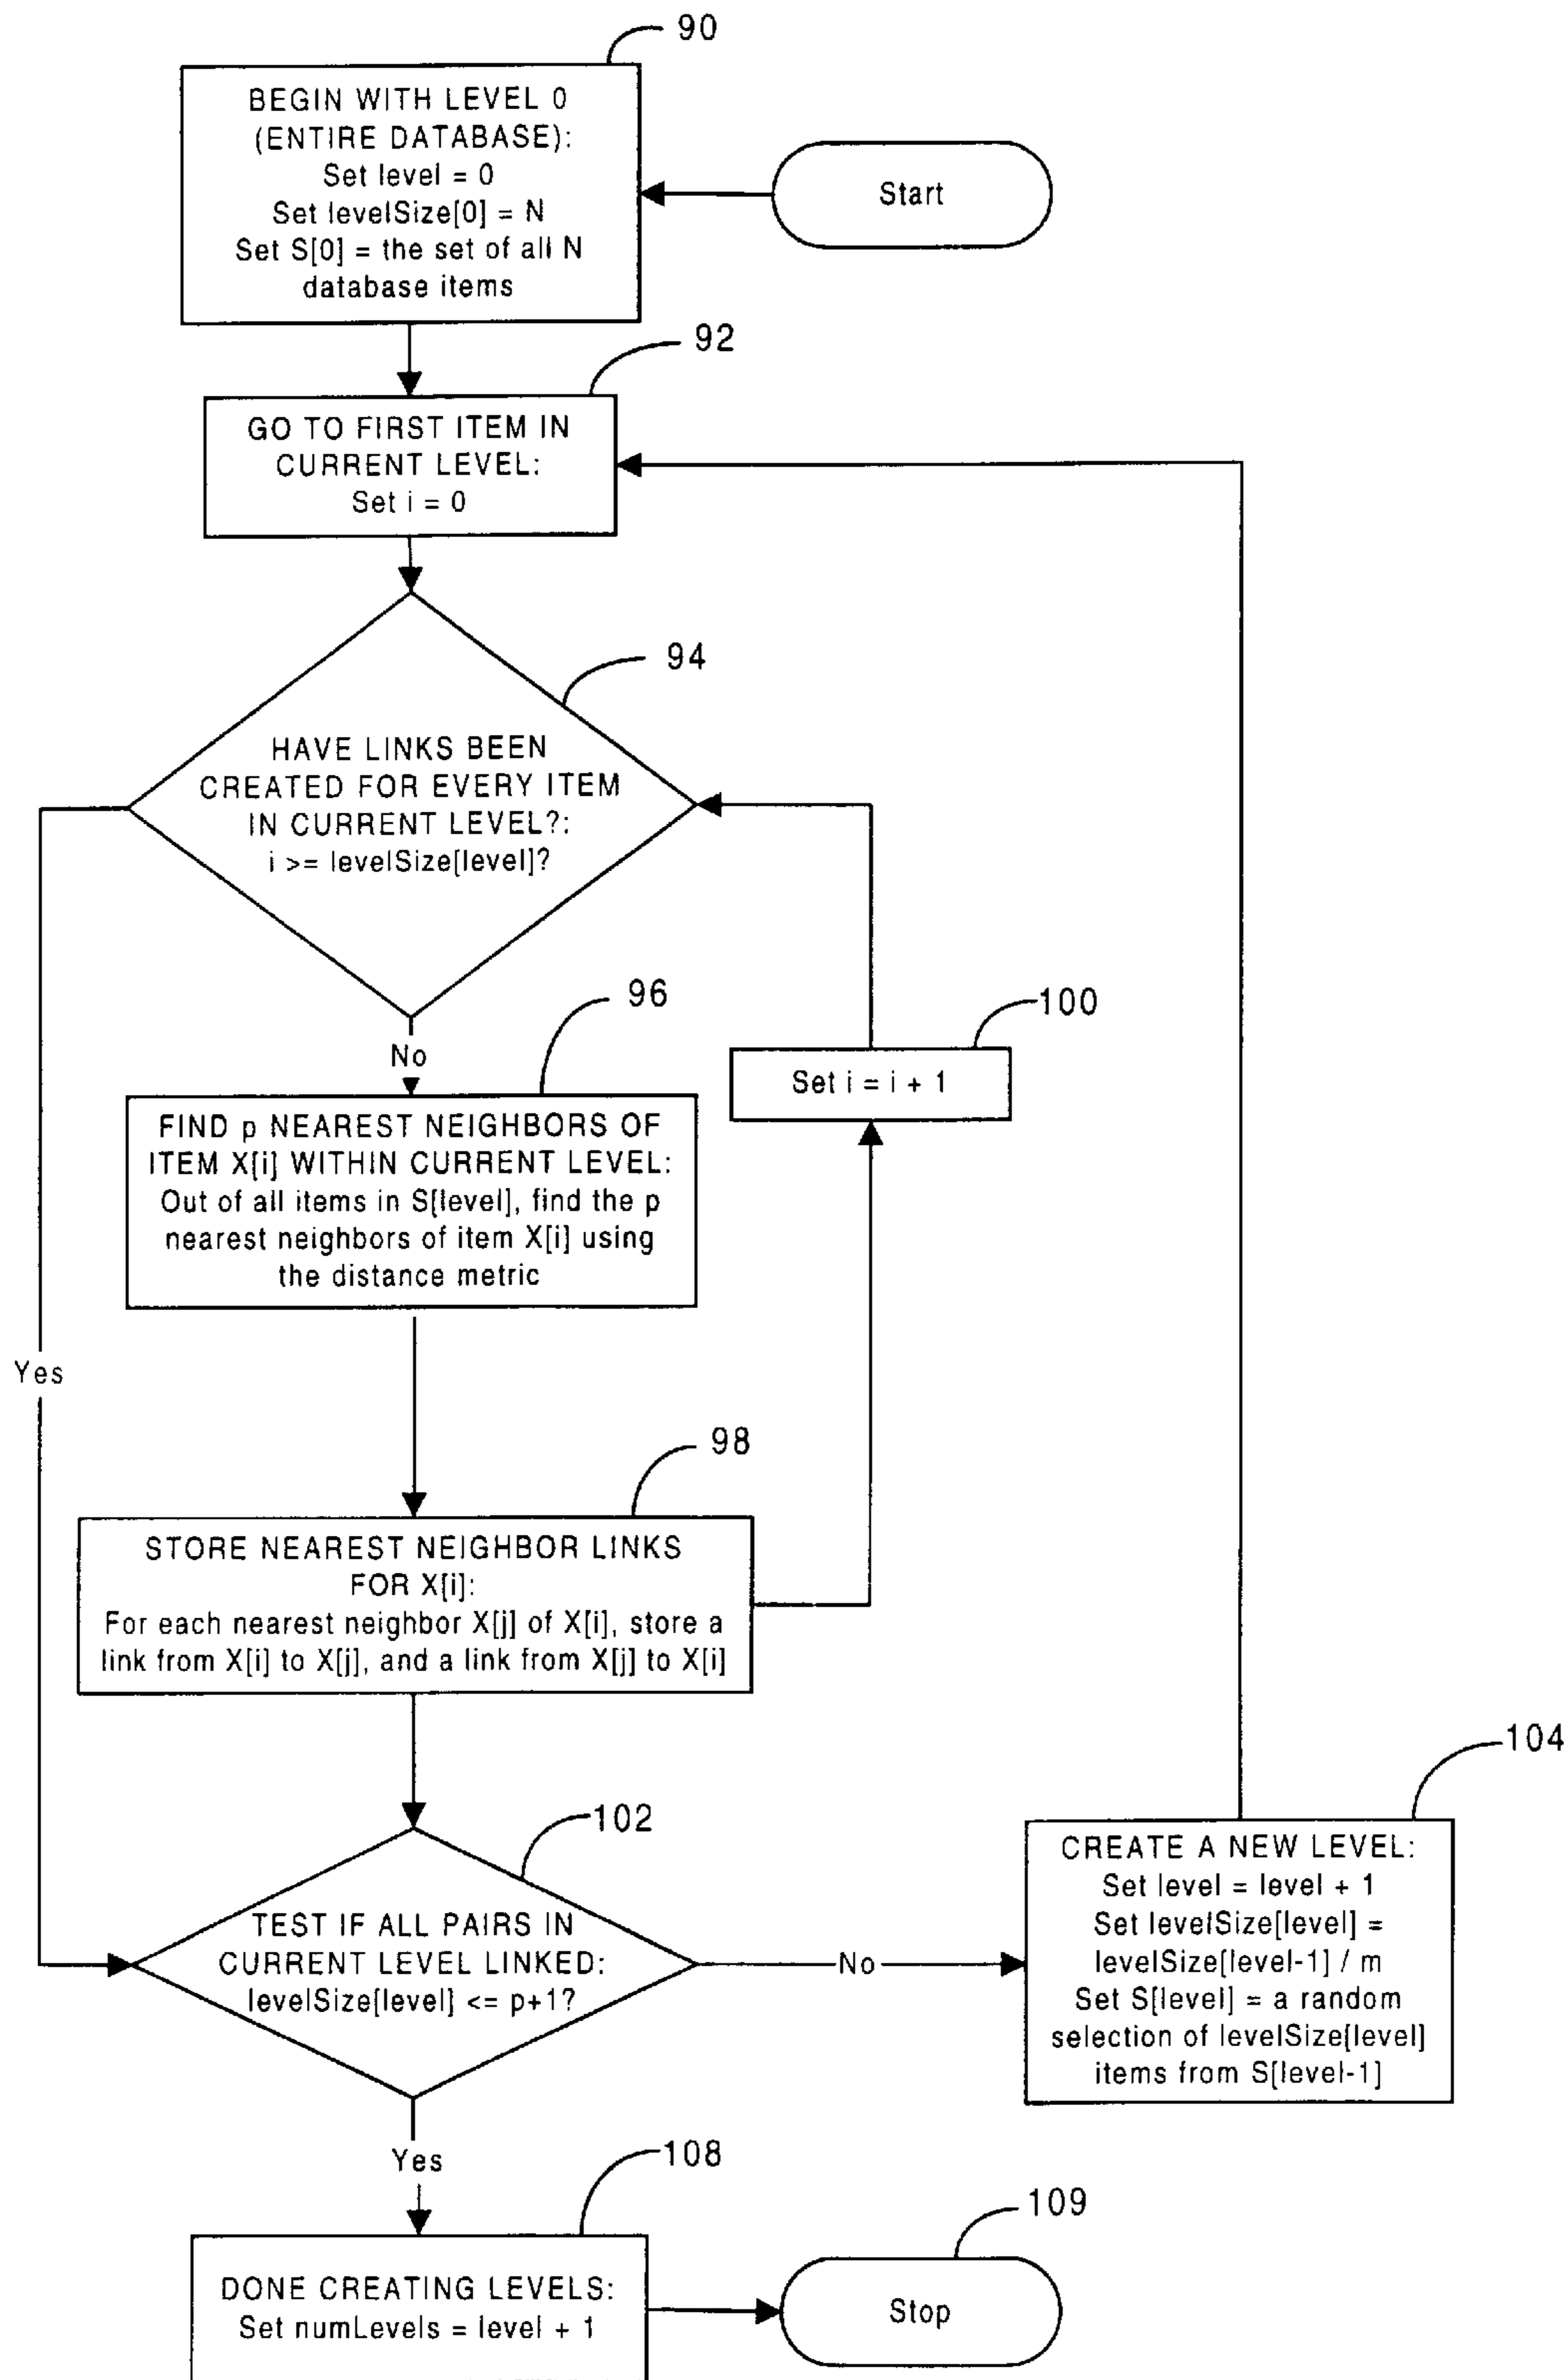 90
BEGIN WITH LEVEL 0
(ENTIRE DATABASE):
Set level = 0
Set levelSize[0] = N
Set S[0] = the set of all N
database items
Start
92
GO TO FIRST ITEM IN
CURRENT LEVEL:
Set i = 0
94
HAVE LINKS BEEN
CREATED FOR EVERY ITEM
IN CURRENT LEVEL?:
i >= levelSize[level]?
No
96
100
Set i = i + 1
FIND p NEAREST NEIGHBORS OF
ITEM X[i] WITHIN CURRENT LEVEL:
Out of all items in S[level], find the p
nearest neighbors of item X[i] using
the distance metric
Yes
98
STORE NEAREST NEIGHBOR LINKS
FOR X[i]:
For each nearest neighbor X[j] of X[i], store a
link from X[i] to X[j], and a link from X[j] to X[i]
102
TEST IF ALL PAIRS IN
CURRENT LEVEL LINKED:
levelSize[level] <= p+1?
No
104
CREATE A NEW LEVEL:
Set level = level + 1
Set levelSize[level] =
levelSize[level-1] / m
Set S[level] = a random
selection of levelSize[level]
items from S[level-1]
Yes
108
DONE CREATING LEVELS:
Set numLevels = level + 1
109
Stop